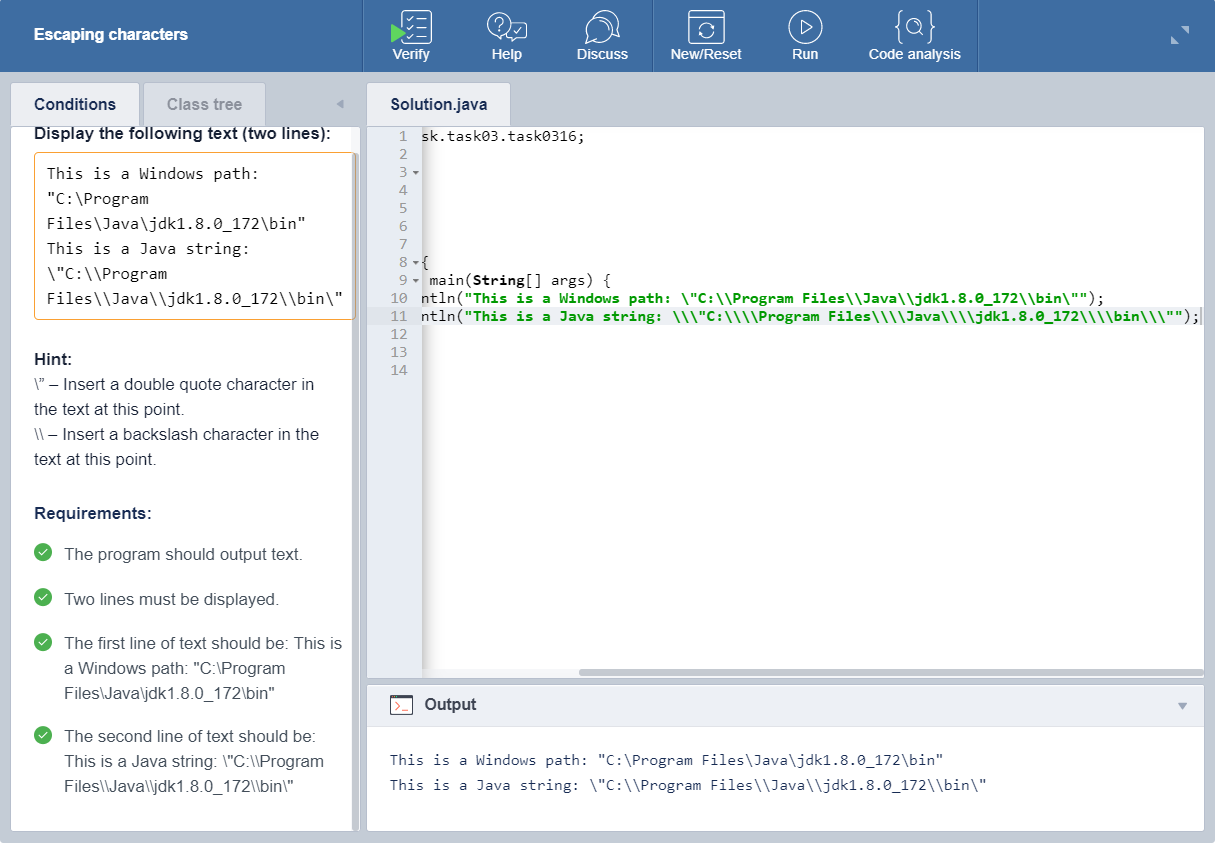 Escaping characters
Verify
Help
Discuss
New/Reset
Run
Code analysis
Conditions
Class tree
Display the following text (two lines):
This is a Windows path:
"C:\Program
Files\Java\jdk1.8.0_172\bin"
This is a Java string:
\"C:\\Program
Files\\Java\\jdk1.8.0_172\\bin\"
Hint:
\” – Insert a double quote character in
the text at this point.
\\ – Insert a backslash character in the
text at this point.
Requirements:
The program should output text.
Two lines must be displayed.
The first line of text should be: This is
a Windows path: "C:\Program
Files\Java\jdk1.8.0_172\bin"
The second line of text should be:
This is a Java string: \"C:\\Program
Files\\Java\\jdk1.8.0_172\\bin\"
Solution.java
1 sk.task03.task0316;
2
3
4
5
6
7
8 {
9 main(String[] args) {
10 ntln("This is a Windows path: \"C:\\Program Files\\Java\\jdk1.8.0_172\\bin\"");
11 ntln("This is a Java string: \\\"C:\\\\Program Files\\\\Java\\\\jdk1.8.0_172\\\\bin\\\"");
12
13
14
Output
This is a Windows path: "C:\Program Files\Java\jdk1.8.0_172\bin"
This is a Java string: \"C:\\Program Files\\Java\\jdk1.8.0_172\\bin\"